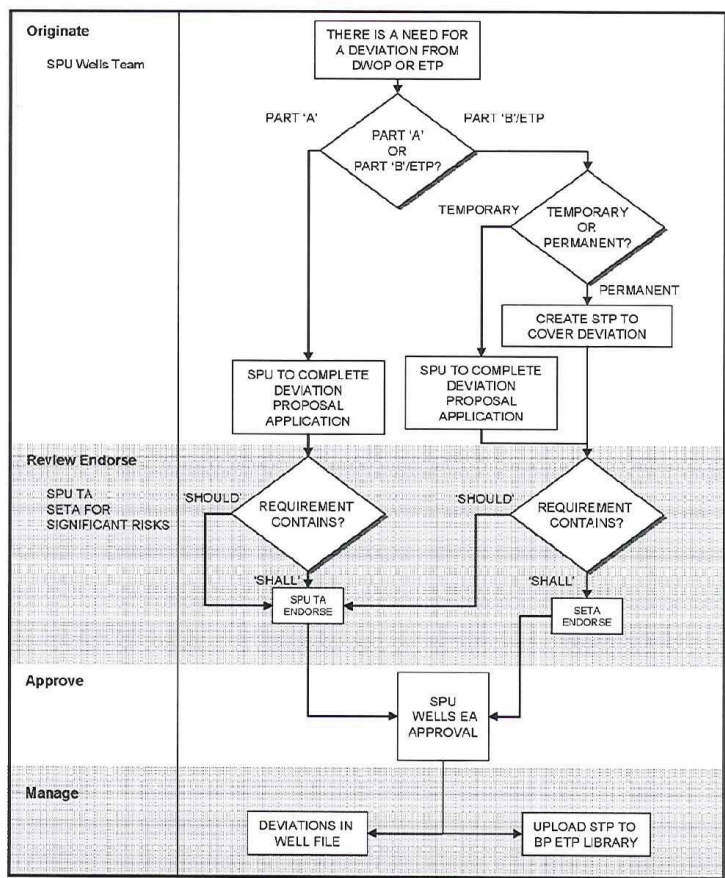 Originate
SPU Wells Team
THERE IS A NEED FOR
A DEVIATION FROM
DWOP OR ETP
PART 'A'
PART 'B'/ETP
PART 'A'
OR
PART 'B'/ETP?
TEMPORARY
TEMPORARY
OR
PERMANENT?
PERMANENT
CREATE STP TO
COVER DEVIATION
SPU TO COMPLETE
DEVIATION
PROPOSAL
APPLICATION
SPU TO COMPLETE
DEVIATION
PROPOSAL
APPLICATION
Review Endorse
SPU TA
SETA FOR
SIGNIFICANT RISKS
'SHOULD'
REQUIREMENT
CONTAINS?
'SHOULD'
REQUIREMENT
CONTAINS?
'SHALL'
'SHALL'
SPU TA
ENDORSE
SETA
ENDORSE
Approve
SPU
WELLS EA
APPROVAL
Manage
DEVIATIONS IN
WELL FILE
UPLOAD STP TO
BP ETP LIBRARY